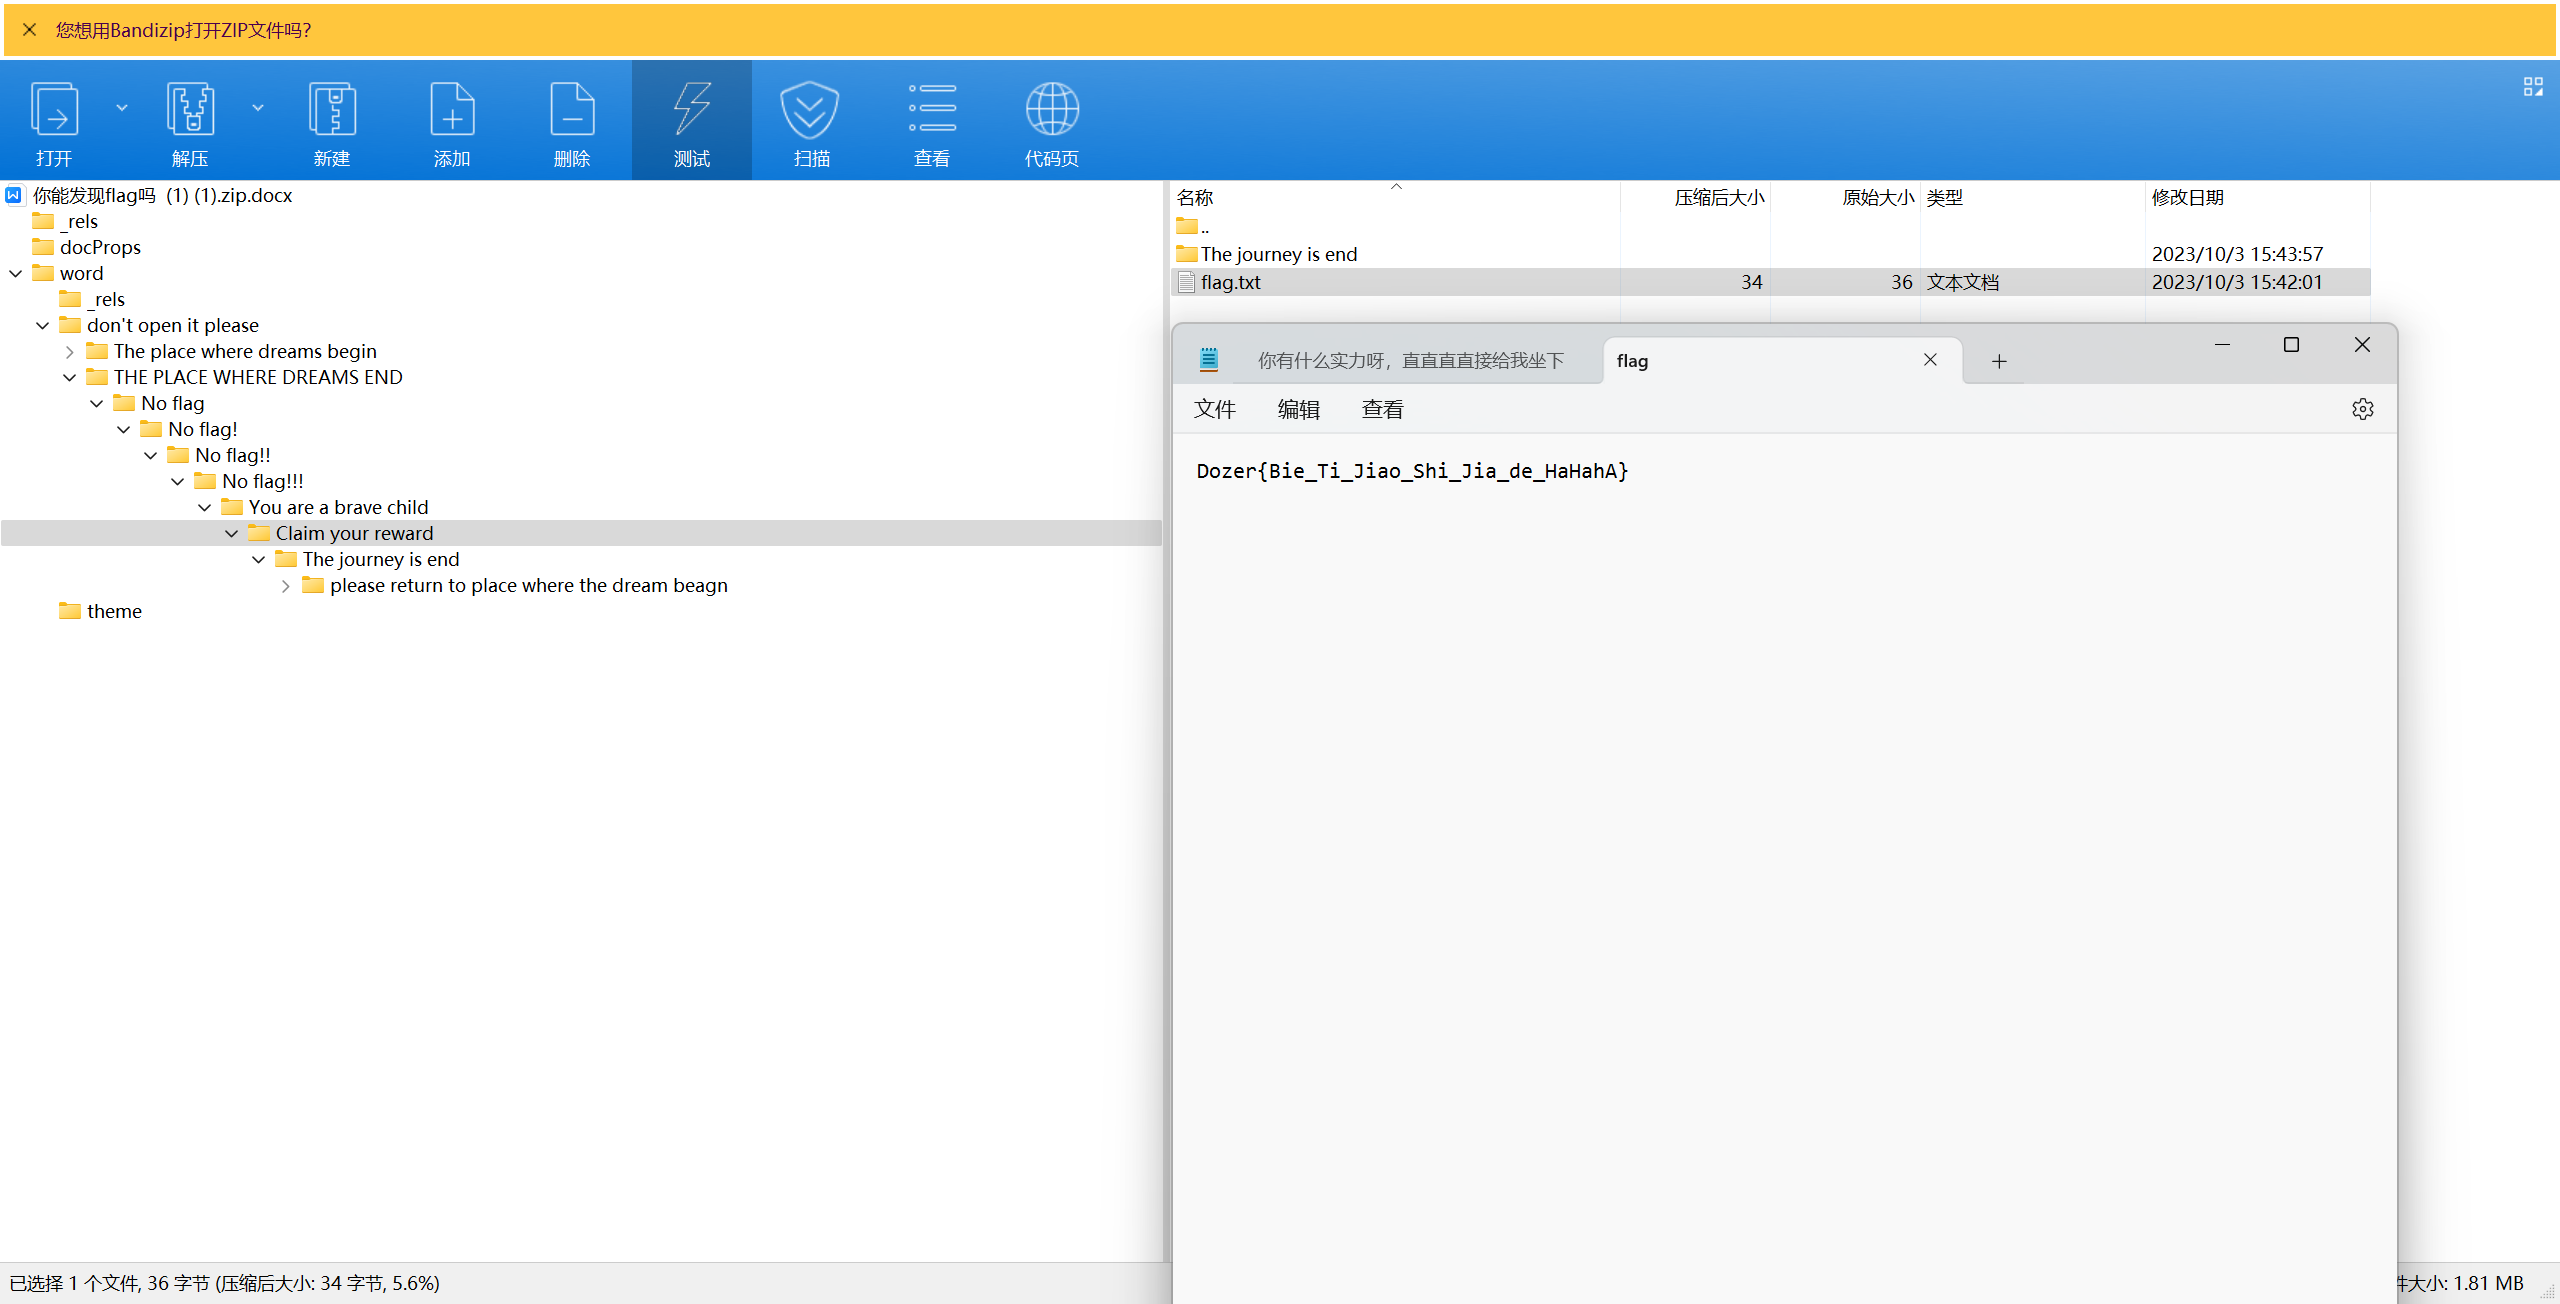 您想用Bandizip打开ZIP文件吗?
打开 解压 新建 添加 删除 测试 扫描 查看 代码页
你能发现flag吗 (1) (1).zip.docx
_rels
docProps
word
_rels
don't open it please
The place where dreams begin
THE PLACE WHERE DREAMS END
No flag
No flag!
No flag!!
No flag!!!
You are a brave child
Claim your reward
The journey is end
please return to place where the dream beagn
theme
名称 压缩后大小 原始大小 类型 修改日期
..
The journey is end 2023/10/3 15:43:57
flag.txt 34 36 文本文档 2023/10/3 15:42:01
你有什么实力呀，直直直直接给我坐下 flag
文件 编辑 查看
Dozer{Bie_Ti_Jiao_Shi_Jia_de_HaHahA}
已选择 1 个文件, 36 字节 (压缩后大小: 34 字节, 5.6%)
件大小: 1.81 MB